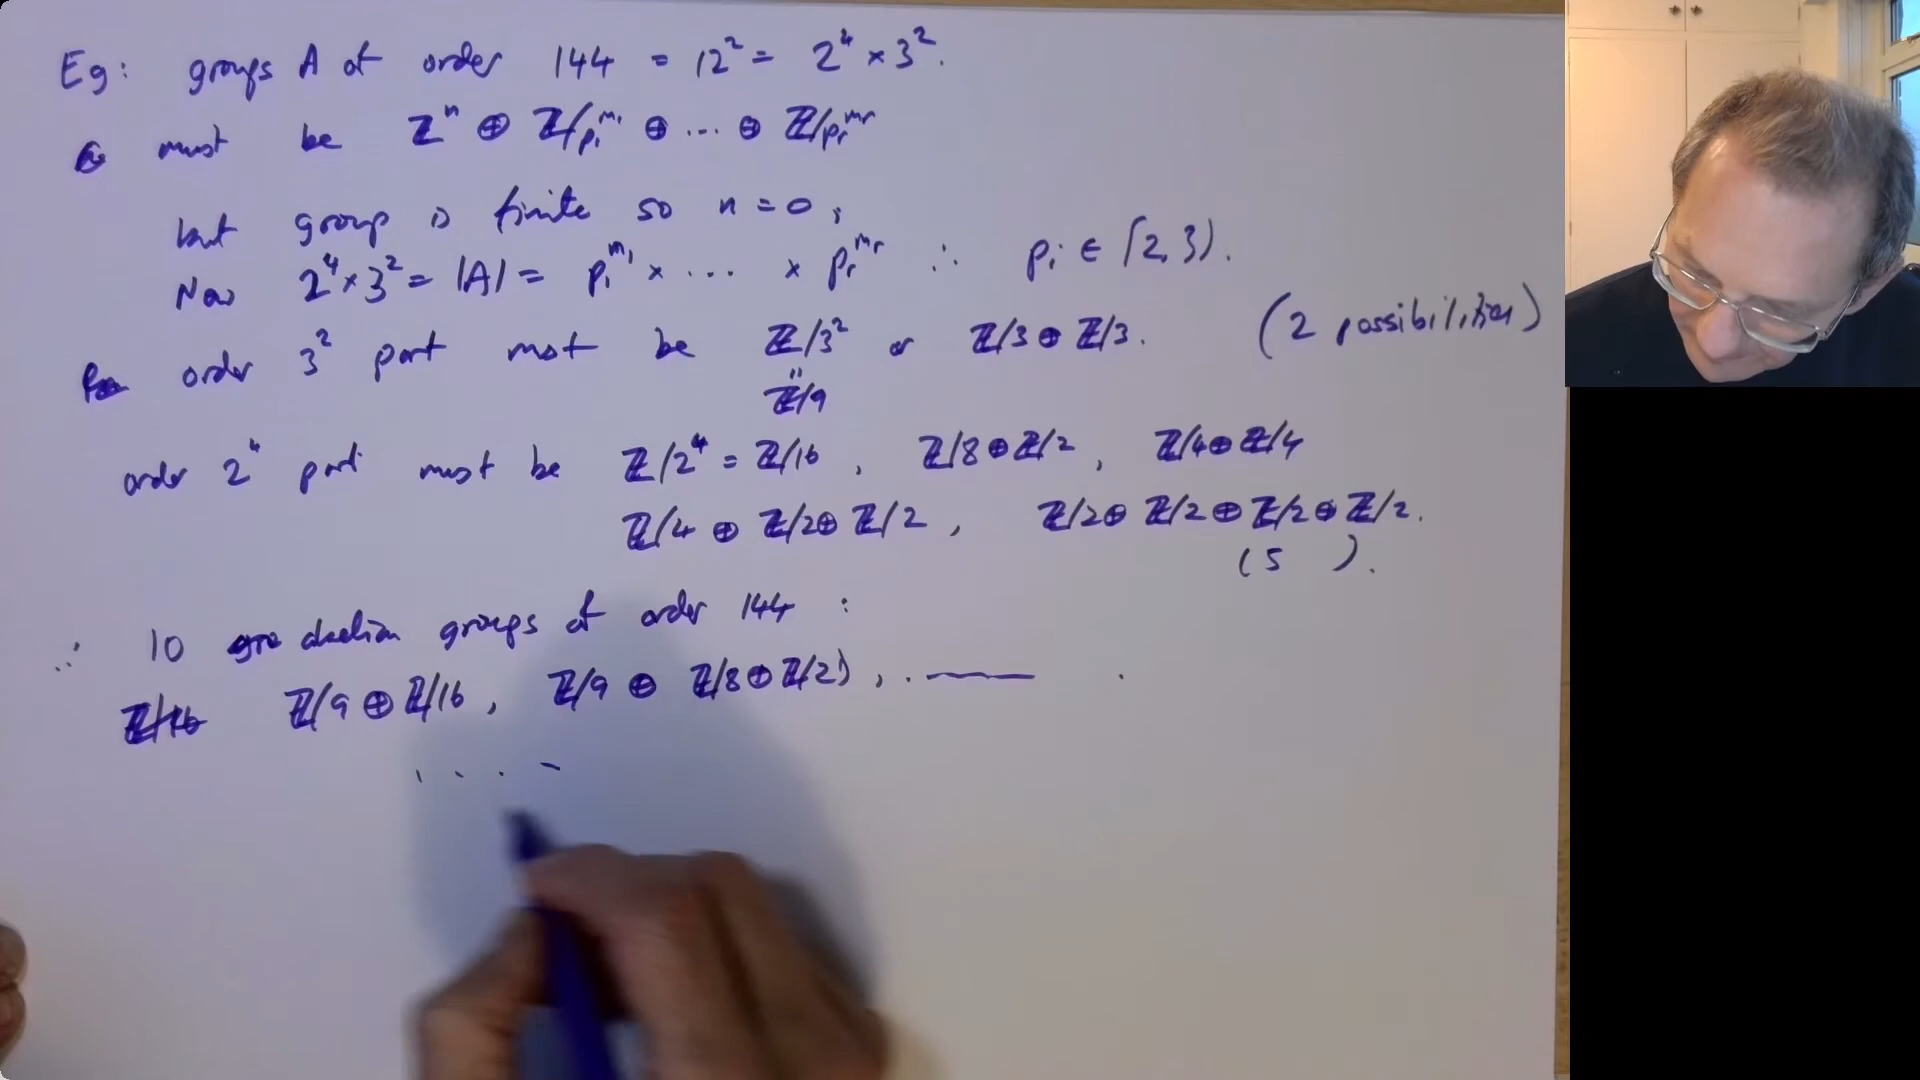 Eg: groups A of order 144 = 12² = 2⁴ × 3².
must be ℤⁿ ⊕ ℤ/p₁^m₁ ⊕ ... ⊕ ℤ/pᵣ^mᵣ
but group is finite so n = 0,
Now 2⁴ × 3² = |A| = p₁^m₁ × ... × pᵣ^mᵣ ∴ pᵢ ∈ {2,3}.
order 3² part must be ℤ/3² or ℤ/3 ⊕ ℤ/3. (2 possibilities)
"
ℤ/9
order 2⁴ part must be ℤ/2⁴ = ℤ/16 , ℤ/8 ⊕ ℤ/2 , ℤ/4 ⊕ ℤ/4
ℤ/4 ⊕ ℤ/2 ⊕ ℤ/2 , ℤ/2 ⊕ ℤ/2 ⊕ ℤ/2 ⊕ ℤ/2.
(5 ).
∴ 10 abelian groups of order 144 :
ℤ/16 ℤ/9 ⊕ ℤ/16 , ℤ/9 ⊕ ℤ/8 ⊕ ℤ/2) , . —— .
. . . .